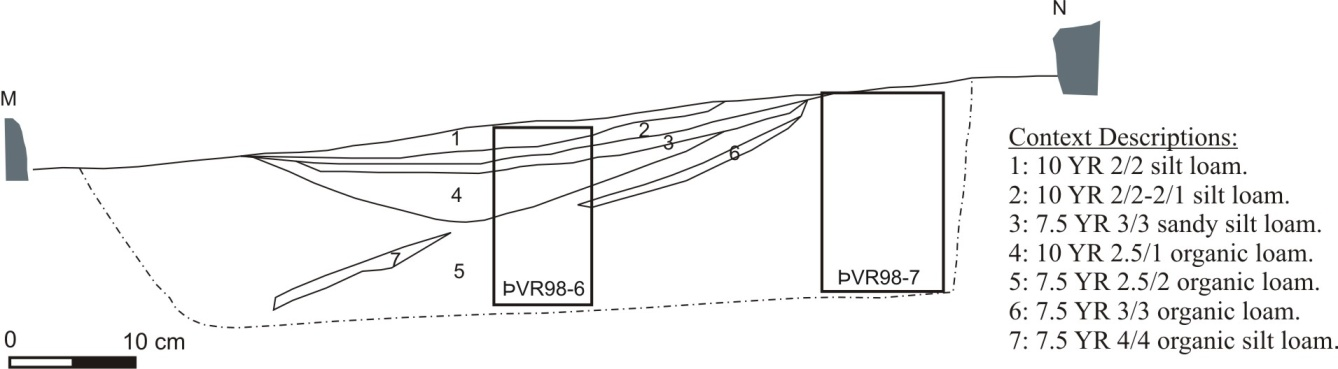 N
M
1
2
3
6
4
7
5
ÞVR98-6
ÞVR98-7
0 10 cm
Context Descriptions:
1: 10 YR 2/2 silt loam.
2: 10 YR 2/2-2/1 silt loam.
3: 7.5 YR 3/3 sandy silt loam.
4: 10 YR 2.5/1 organic loam.
5: 7.5 YR 2.5/2 organic loam.
6: 7.5 YR 3/3 organic loam.
7: 7.5 YR 4/4 organic silt loam.